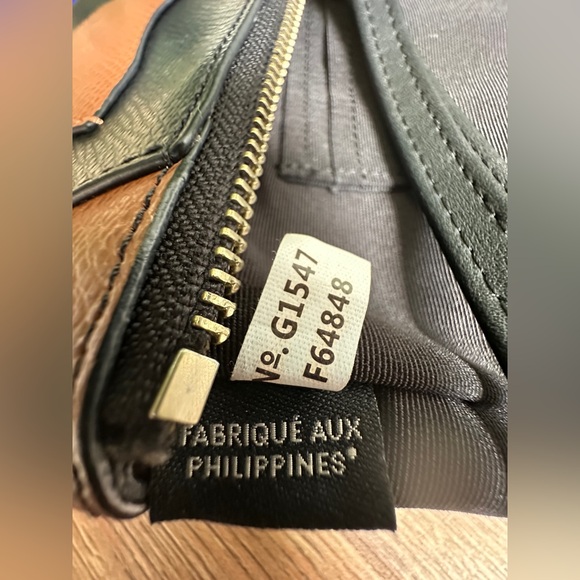 №. G1547
F64848
FABRIQUÉ AUX
PHILIPPINES*